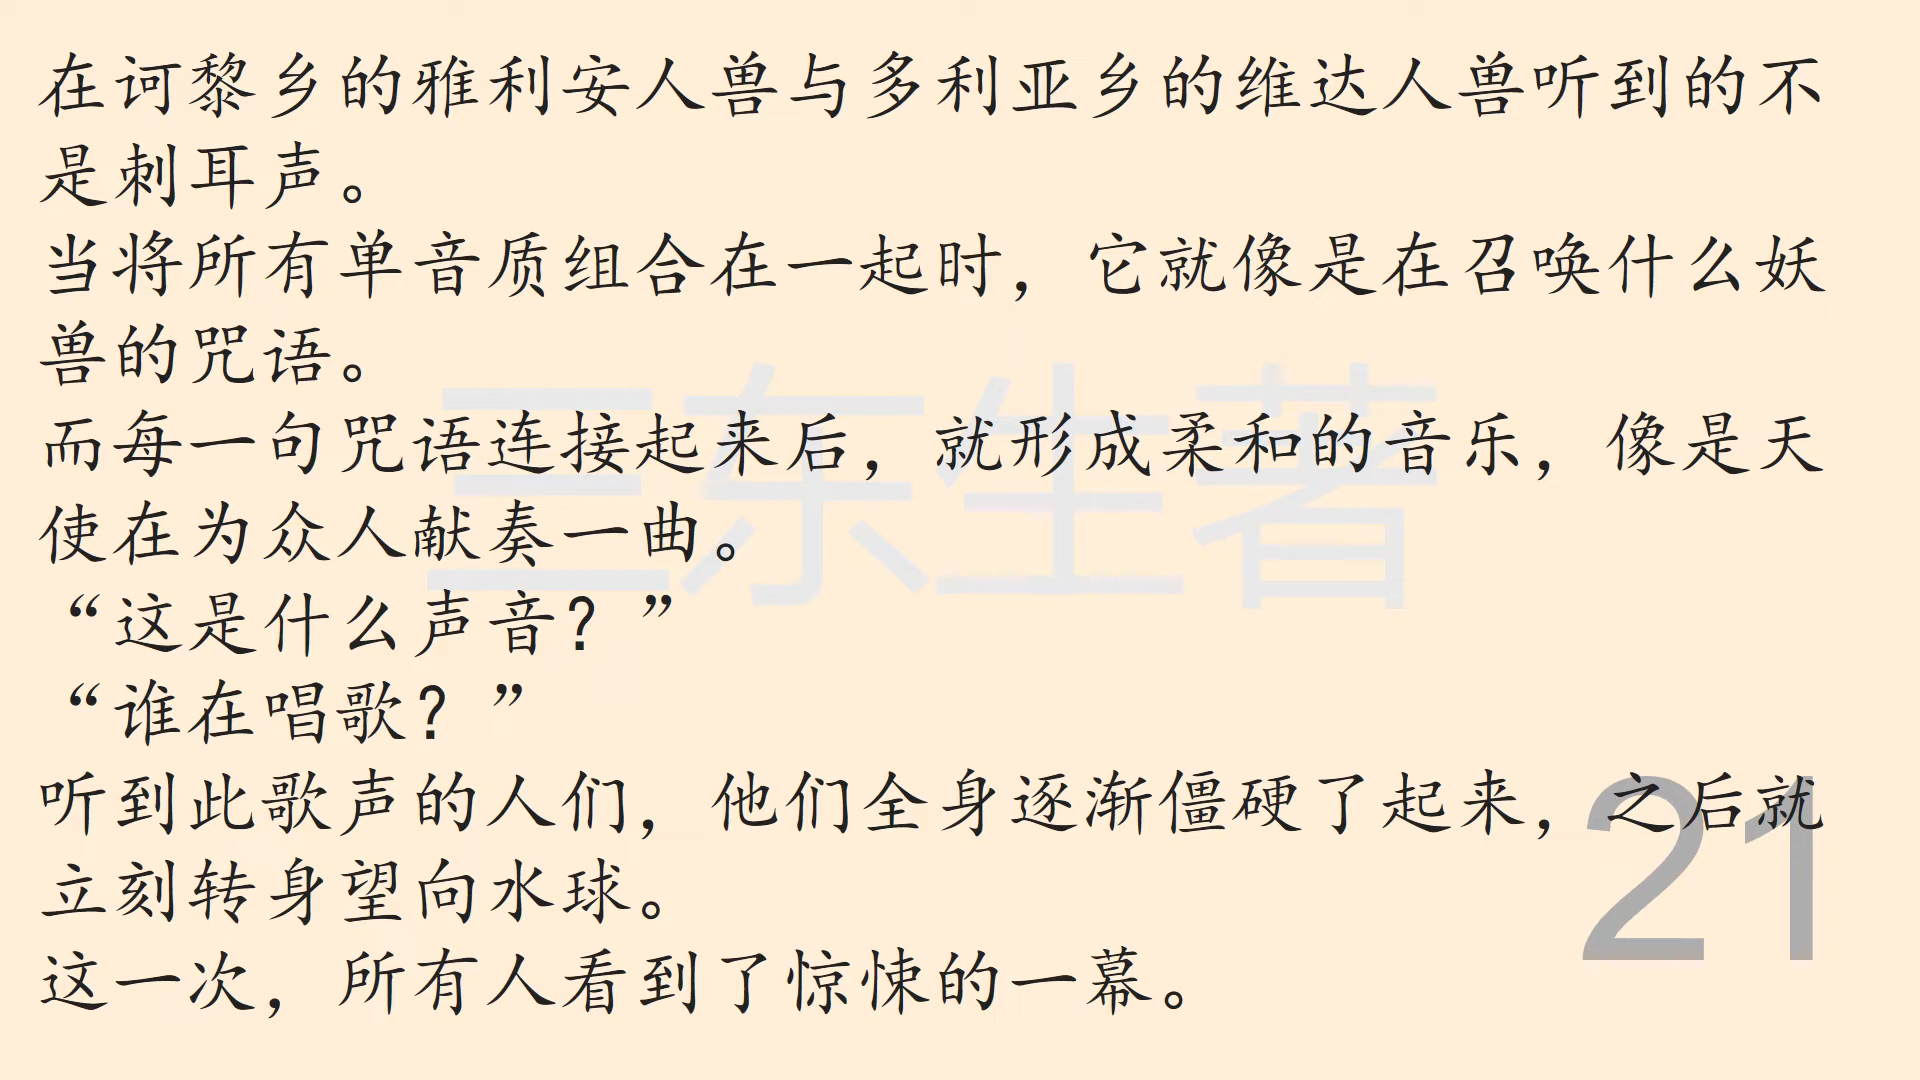 在诃黎乡的雅利安人兽与多利亚乡的维达人兽听到的不
是刺耳声。
当将所有单音质组合在一起时，它就像是在召唤什么妖
兽的咒语。
而每一句咒语连接起来后，就形成柔和的音乐，像是天
使在为众人献奏一曲。
“这是什么声音？”
“谁在唱歌？”
听到此歌声的人们，他们全身逐渐僵硬了起来，之后就
立刻转身望向水球。
这一次，所有人看到了惊悚的一幕。
三东生著
21